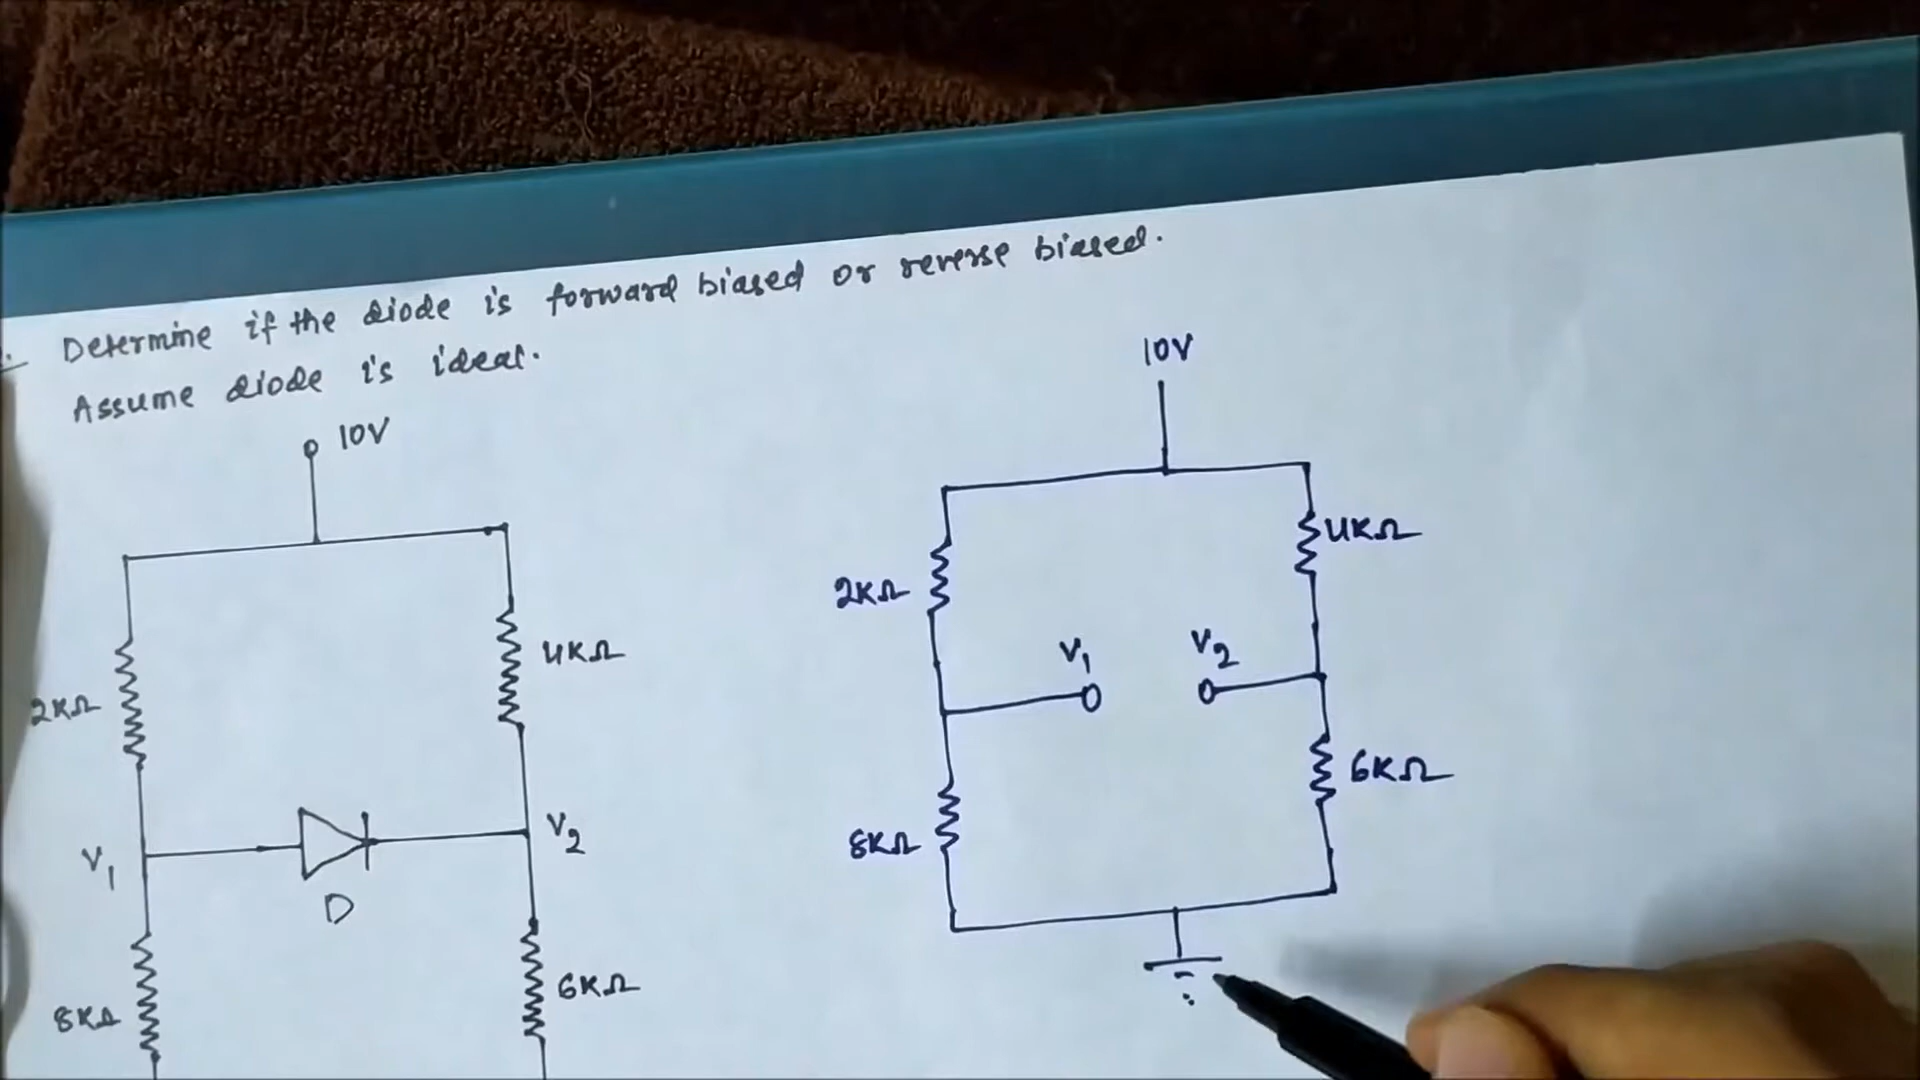 Determine if the diode is forward biased or reverse biased.
Assume diode is ideal.
10V
2KΩ
4KΩ
V1
D
V2
8KΩ
6KΩ
10V
2KΩ
4KΩ
V1
V2
8KΩ
6KΩ